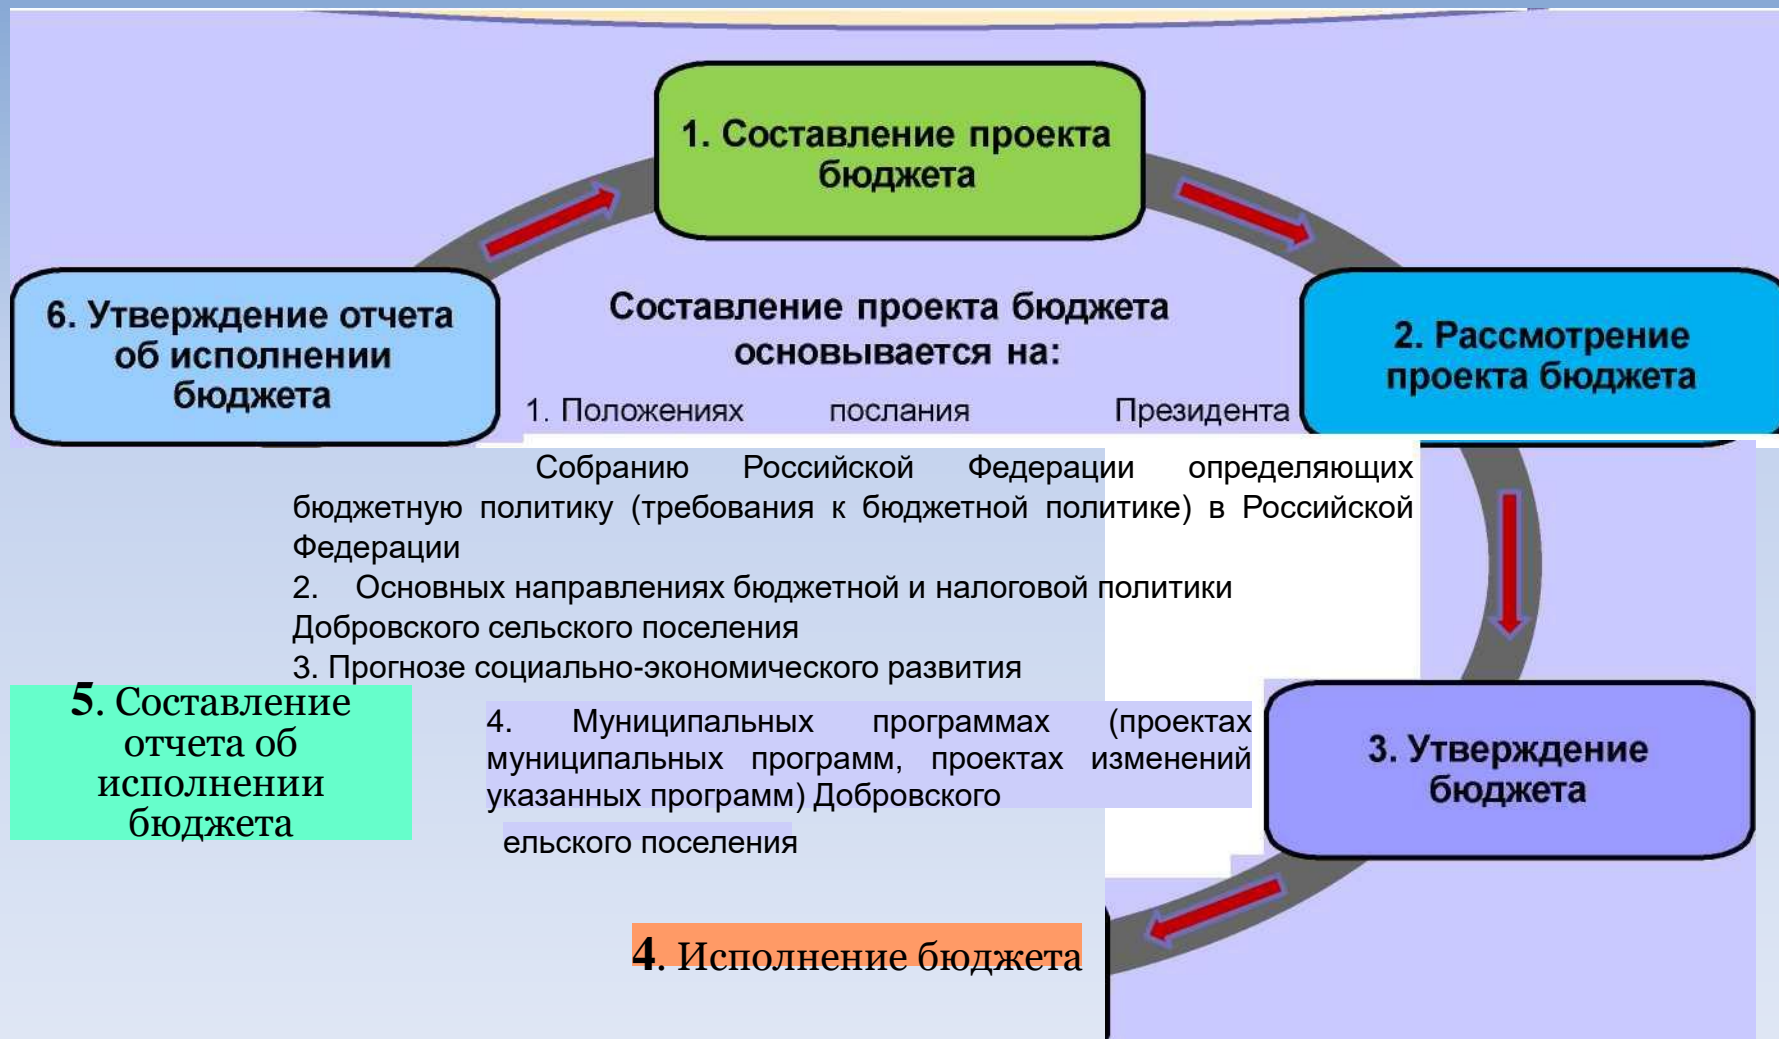 1. Составление проекта
бюджета
6. Утверждение отчета
об исполнении
бюджета
Составление проекта бюджета
основывается на:
2. Рассмотрение
проекта бюджета
1. Положениях послания Президента
Собранию Российской Федерации определяющих
бюджетную политику (требования к бюджетной политике) в Российской
Федерации
2. Основных направлениях бюджетной и налоговой политики
Добровского сельского поселения
3. Прогнозе социально-экономического развития
5. Составление
отчета об
исполнении
бюджета
4. Муниципальных программах (проектах
муниципальных программ, проектах изменений
указанных программ) Добровского
ельского поселения
3. Утверждение
бюджета
4. Исполнение бюджета